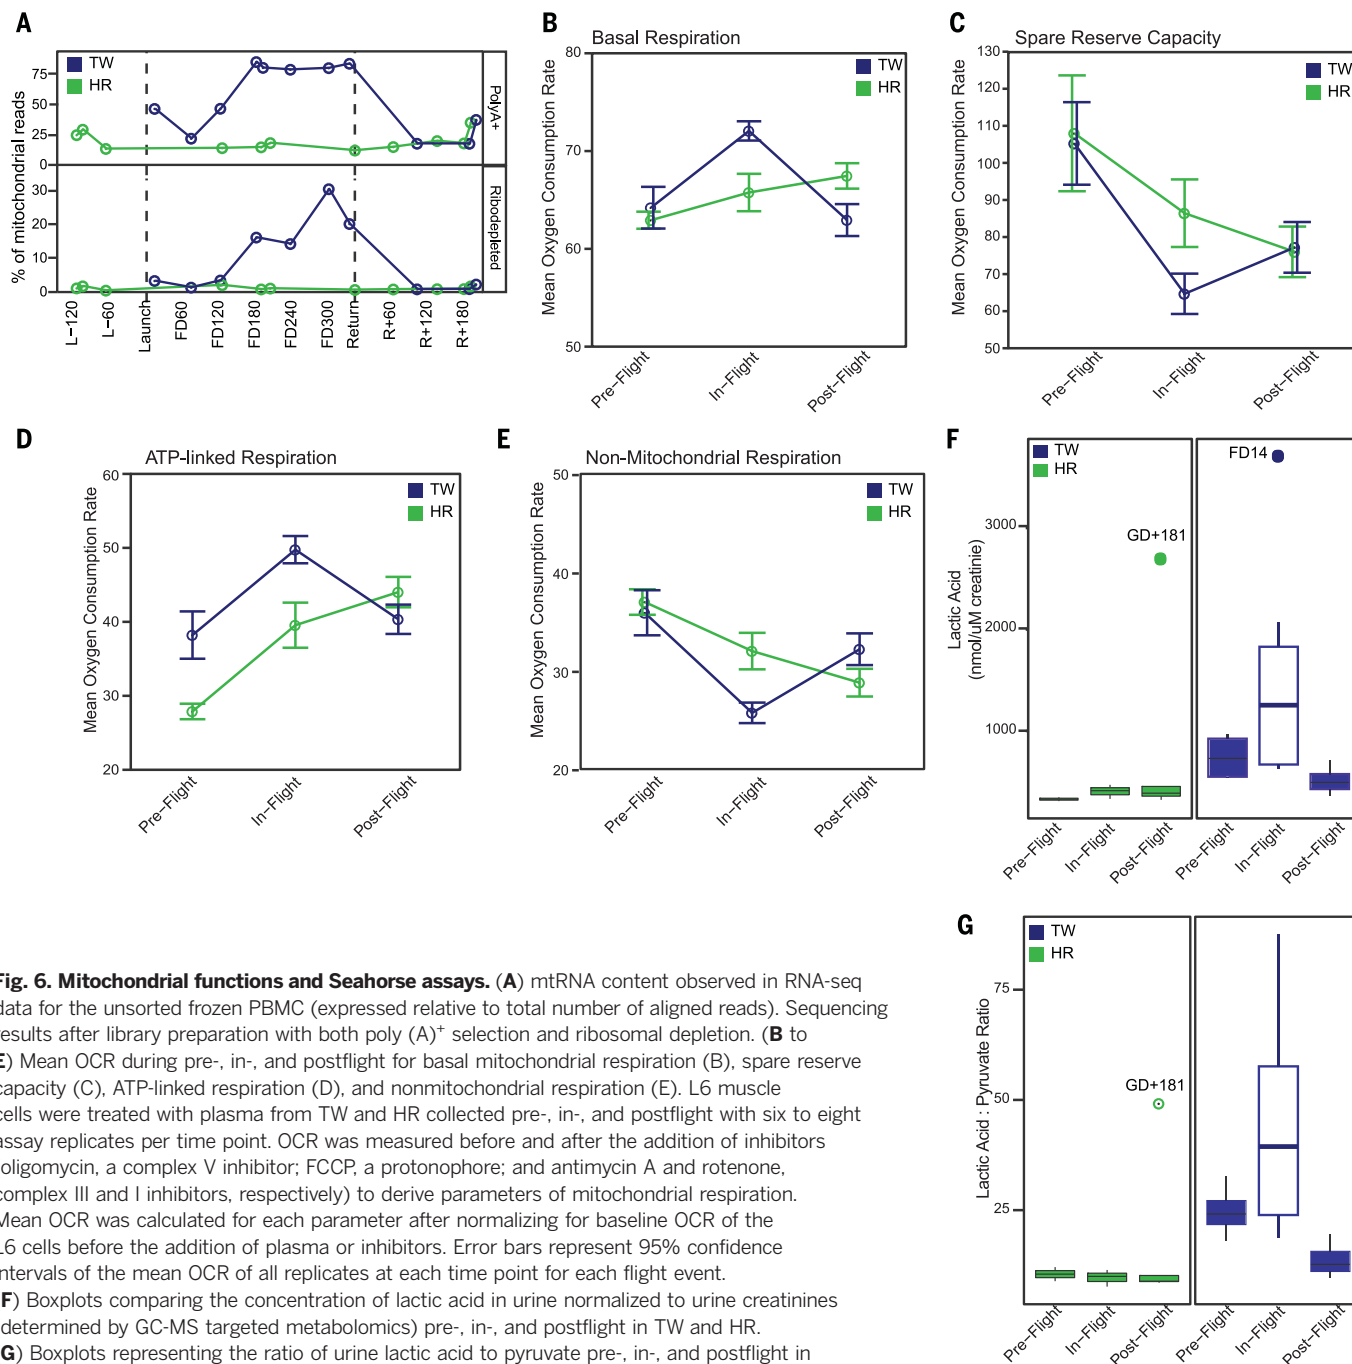 A
TW
HR
% of mitochondrial reads
75
50
25
0
PolyA+
30
20
10
0
Ribodepleted
L−120
L−60
Launch
FD60
FD120
FD180
FD240
FD300
Return
R+60
R+120
R+180
B
Basal Respiration
TW
HR
Mean Oxygen Consumption Rate
80
70
60
50
Pre−Flight
In−Flight
Post−Flight
C
Spare Reserve Capacity
TW
HR
Mean Oxygen Consumption Rate
130
120
110
100
90
80
70
60
50
Pre−Flight
In−Flight
Post−Flight
D
ATP-linked Respiration
TW
HR
Mean Oxygen Consumption Rate
60
50
40
30
20
Pre−Flight
In−Flight
Post−Flight
E
Non-Mitochondrial Respiration
TW
HR
Mean Oxygen Consumption Rate
50
40
30
20
Pre−Flight
In−Flight
Post−Flight
F
TW
HR
Lactic Acid
(nmol/uM creatinie)
3000
2000
1000
GD+181
FD14
Pre−Flight
In−Flight
Post−Flight
Pre−Flight
In−Flight
Post−Flight
G
TW
HR
Lactic Acid : Pyruvate Ratio
75
50
25
GD+181
Pre−Flight
In−Flight
Post−Flight
Pre−Flight
In−Flight
Post−Flight
Fig. 6. Mitochondrial functions and Seahorse assays. (A) mtRNA content observed in RNA-seq
data for the unsorted frozen PBMC (expressed relative to total number of aligned reads). Sequencing
results after library preparation with both poly (A)⁺ selection and ribosomal depletion. (B to
E) Mean OCR during pre-, in-, and postflight for basal mitochondrial respiration (B), spare reserve
capacity (C), ATP-linked respiration (D), and nonmitochondrial respiration (E). L6 muscle
cells were treated with plasma from TW and HR collected pre-, in-, and postflight with six to eight
assay replicates per time point. OCR was measured before and after the addition of inhibitors
oligomycin, a complex V inhibitor; FCCP, a protonophore; and antimycin A and rotenone,
complex III and I inhibitors, respectively) to derive parameters of mitochondrial respiration.
Mean OCR was calculated for each parameter after normalizing for baseline OCR of the
L6 cells before the addition of plasma or inhibitors. Error bars represent 95% confidence
intervals of the mean OCR of all replicates at each time point for each flight event.
(F) Boxplots comparing the concentration of lactic acid in urine normalized to urine creatinines
(determined by GC-MS targeted metabolomics) pre-, in-, and postflight in TW and HR.
(G) Boxplots representing the ratio of urine lactic acid to pyruvate pre-, in-, and postflight in